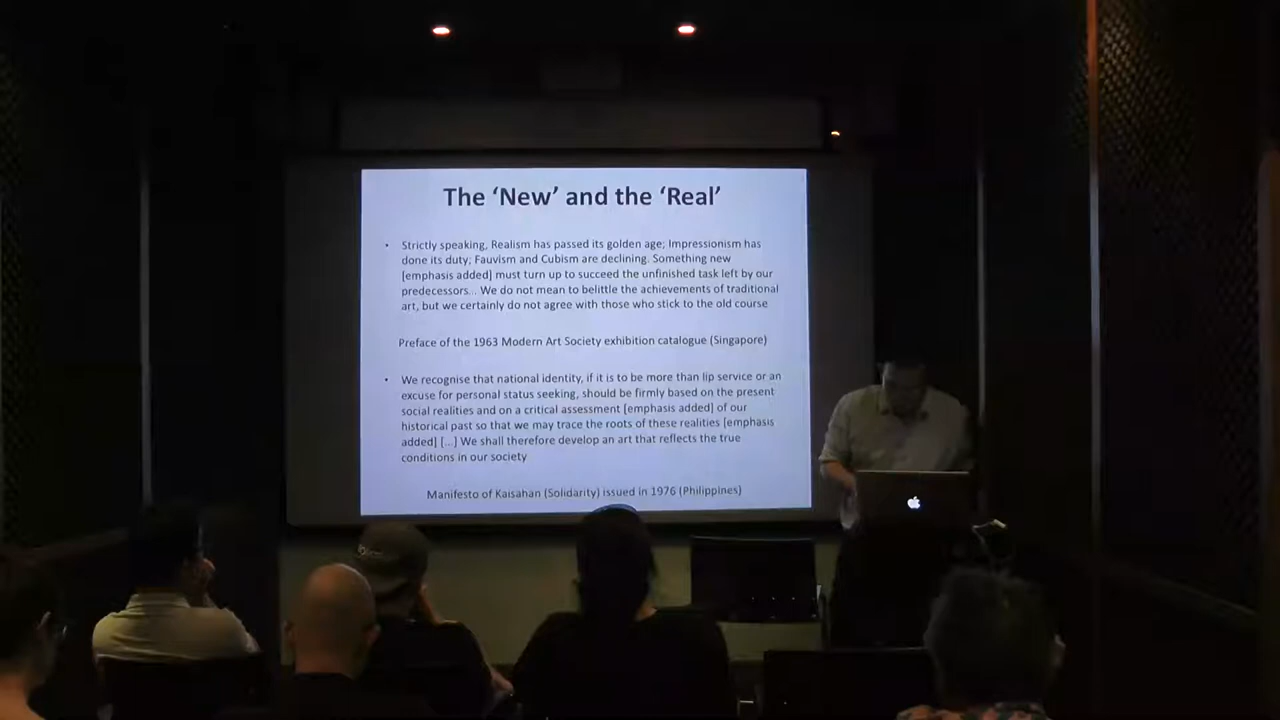 The ‘New’ and the ‘Real’
• Strictly speaking, Realism has passed its golden age; Impressionism has
done its duty; Fauvism and Cubism are declining. Something new
[emphasis added] must turn up to succeed the unfinished task left by our
predecessors... We do not mean to belittle the achievements of traditional
art, but we certainly do not agree with those who stick to the old course
Preface of the 1963 Modern Art Society exhibition catalogue (Singapore)
• We recognise that national identity, if it is to be more than lip service or an
excuse for personal status seeking, should be firmly based on the present
social realities and on a critical assessment [emphasis added] of our
historical past so that we may trace the roots of these realities [emphasis
added] [...] We shall therefore develop an art that reflects the true
conditions in our society
Manifesto of Kaisahan (Solidarity) issued in 1976 (Philippines)